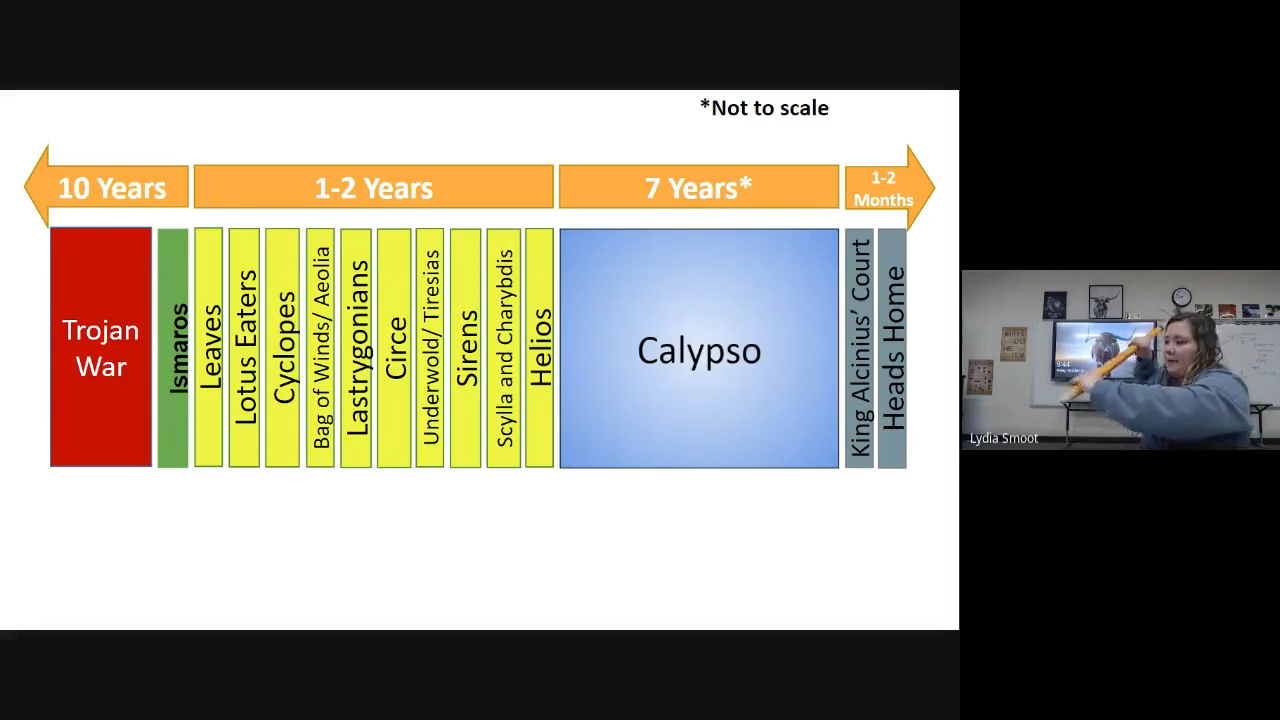 *Not to scale
10 Years
1-2 Years
7 Years*
1-2
Months
Trojan
War
Ismaros
Leaves
Lotus Eaters
Cyclopes
Bag of Winds/ Aeolia
Lastrygonians
Circe
Underwold/ Tiresias
Sirens
Scylla and Charybdis
Helios
Calypso
King Alcinius’ Court
Heads Home
9:44
Lydia Smoot